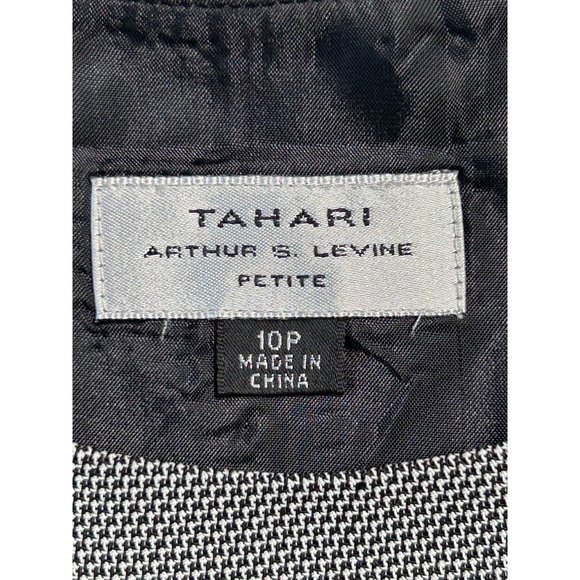 TAHARI
ARTHUR S. LEVINE
PETITE
10P
MADE IN
CHINA